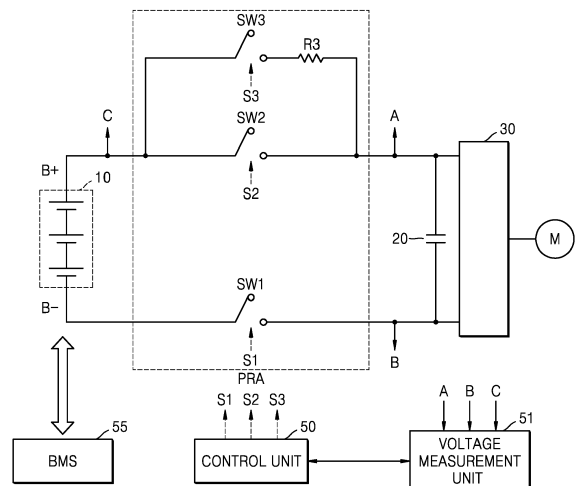 SW3
R3
S3
C
SW2
A
30
B+
10
S2
20
M
SW1
B-
S1
B
PRA
S1 S2 S3
A B C
55
50
51
BMS
CONTROL UNIT
VOLTAGE
MEASUREMENT
UNIT